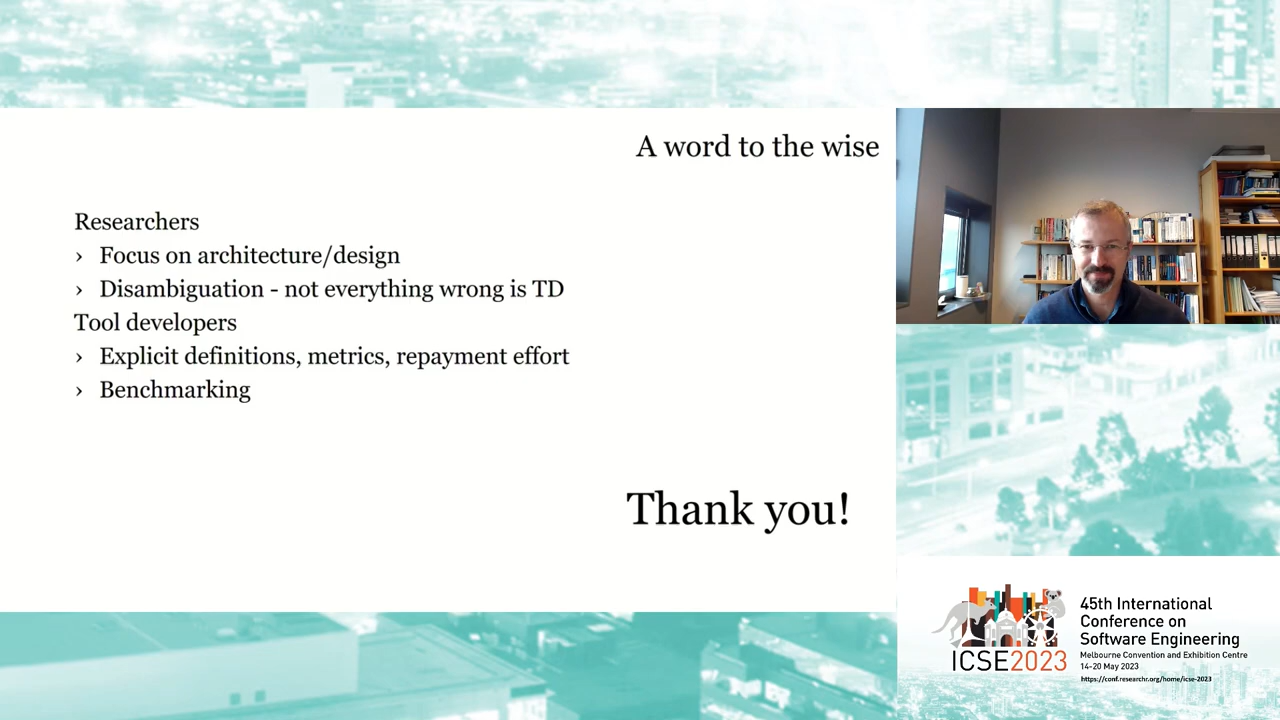 A word to the wise
Researchers
› Focus on architecture/design
› Disambiguation - not everything wrong is TD
Tool developers
› Explicit definitions, metrics, repayment effort
› Benchmarking
Thank you!
ICSE2023
45th International
Conference on
Software Engineering
Melbourne Convention and Exhibition Centre
14-20 May 2023
https://conf.researchr.org/home/icse-2023